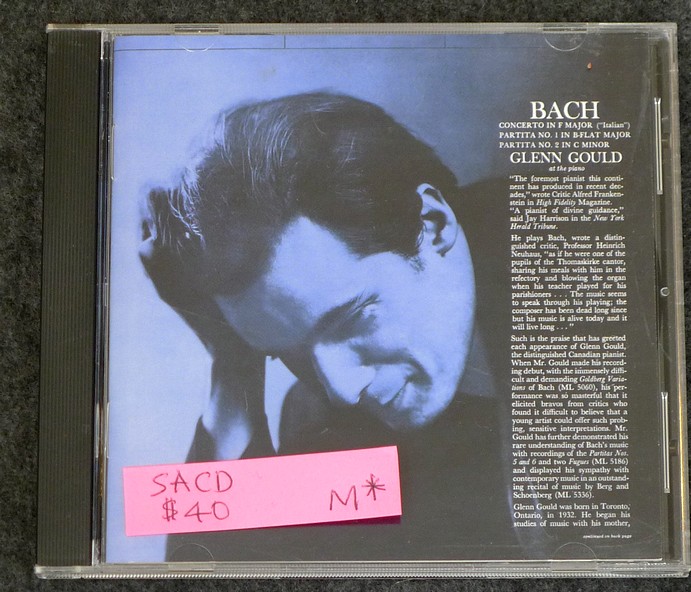 BACH
CONCERTO IN F MAJOR ("Italian")
PARTITA NO. 1 IN B-FLAT MAJOR
PARTITA NO. 2 IN C MINOR
GLENN GOULD
at the piano
"The foremost pianist this conti-
nent has produced in recent dec-
ades," wrote Critic Alfred Franken-
stein in High Fidelity Magazine.
"A pianist of divine guidance,"
said Jay Harrison in the New York
Herald Tribune.
He plays Bach, wrote a distin-
guished critic, Professor Heinrich
Neuhaus, "as if he were one of the
pupils of the Thomaskirke cantor,
sharing his meals with him in the
refectory and blowing the organ
when his teacher played for his
parishioners . . . The music seems
to speak through his playing; the
composer has been dead long since
but his music is alive today and it
will live long . . ."
Such is the praise that has greeted
each appearance of Glenn Gould,
the distinguished Canadian pianist.
When Mr. Gould made his record-
ing debut, with the immensely diffi-
cult and demanding Goldberg Varia-
tions of Bach (ML 5060), his per-
formance was so masterful that it
elicited bravos from critics who
found it difficult to believe that a
young artist could offer such prob-
ing, sensitive interpretations. Mr.
Gould has further demonstrated his
rare understanding of Bach's music
with recordings of the Partitas Nos.
5 and 6 and two Fugues (ML 5186)
and displayed his sympathy with
contemporary music in an outstand-
ing recital of music by Berg and
Schoenberg (ML 5336).
Glenn Gould was born in Toronto,
Ontario, in 1932. He began his
studies of music with his mother,
continued on back page
SACD
$40 M*